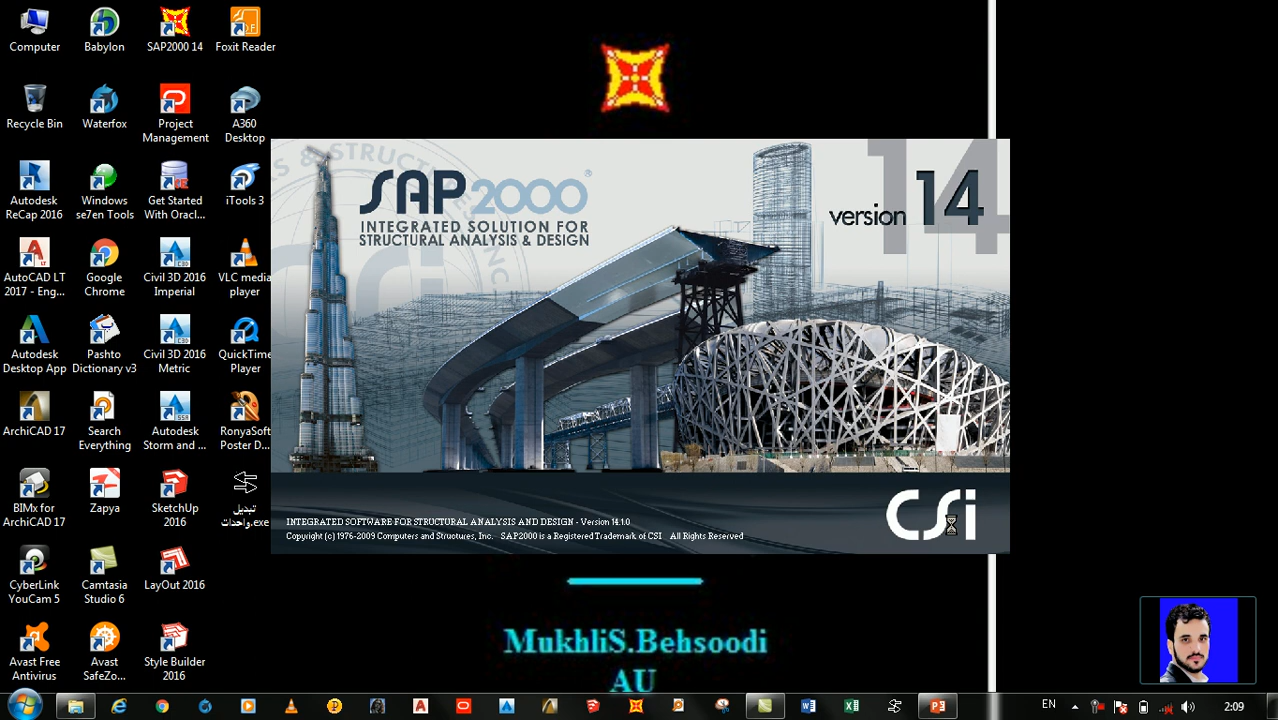 Computer
Babylon
SAP2000 14
Foxit Reader
Recycle Bin
Waterfox
Project
Management
A360
Desktop
Autodesk
ReCap 2016
Windows
se7en Tools
Get Started
With Oracl...
iTools 3
AutoCAD LT
2017 - Eng...
Google
Chrome
Civil 3D 2016
Imperial
VLC media
player
Autodesk
Desktop App
Pashto
Dictionary v3
Civil 3D 2016
Metric
QuickTime
Player
ArchiCAD 17
Search
Everything
Autodesk
Storm and ...
RonyaSoft
Poster D...
BIMx for
ArchiCAD 17
Zapya
SketchUp
2016
تبدیل
واحدات.exe
CyberLink
YouCam 5
Camtasia
Studio 6
LayOut 2016
Avast Free
Antivirus
Avast
SafeZo...
Style Builder
2016
SAP2000®
INTEGRATED SOLUTION FOR
STRUCTURAL ANALYSIS & DESIGN
version 14
14
CSi
INTEGRATED SOFTWARE FOR STRUCTURAL ANALYSIS AND DESIGN - Version 14.1.0
Copyright (c) 1976-2009 Computers and Structures, Inc. SAP2000 is a Registered Trademark of CSI All Rights Reserved
MukhliS.Behsoodi
AU
EN
2:09